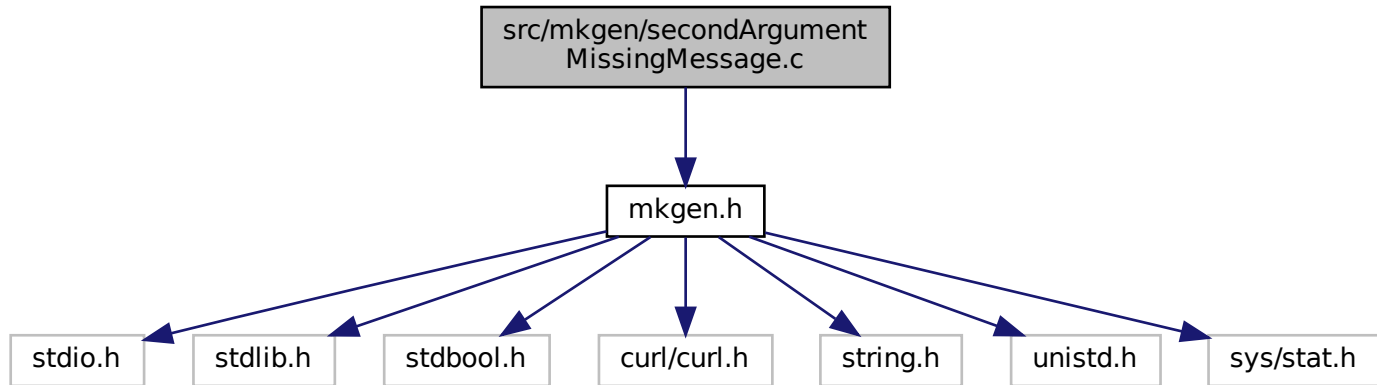 src/mkgen/secondArgument
MissingMessage.c
mkgen.h
stdio.h
stdlib.h
stdbool.h
curl/curl.h
string.h
unistd.h
sys/stat.h